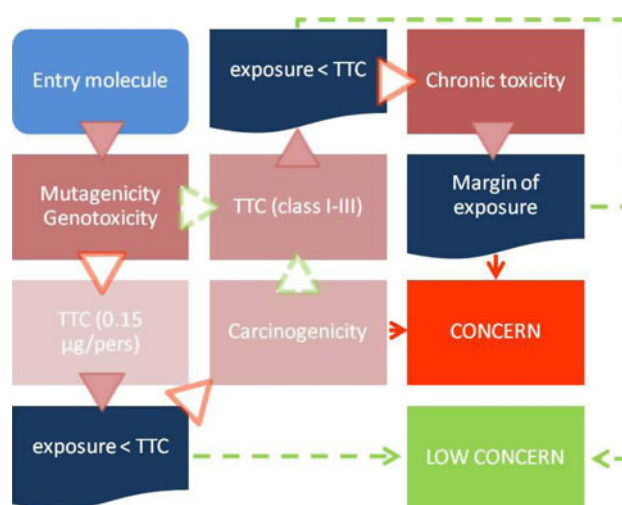 Entry molecule
exposure < TTC
Chronic toxicity
Mutagenicity
Genotoxicity
TTC (class I-III)
Margin of
exposure
TTC (0.15
µg/pers)
Carcinogenicity
CONCERN
exposure < TTC
LOW CONCERN